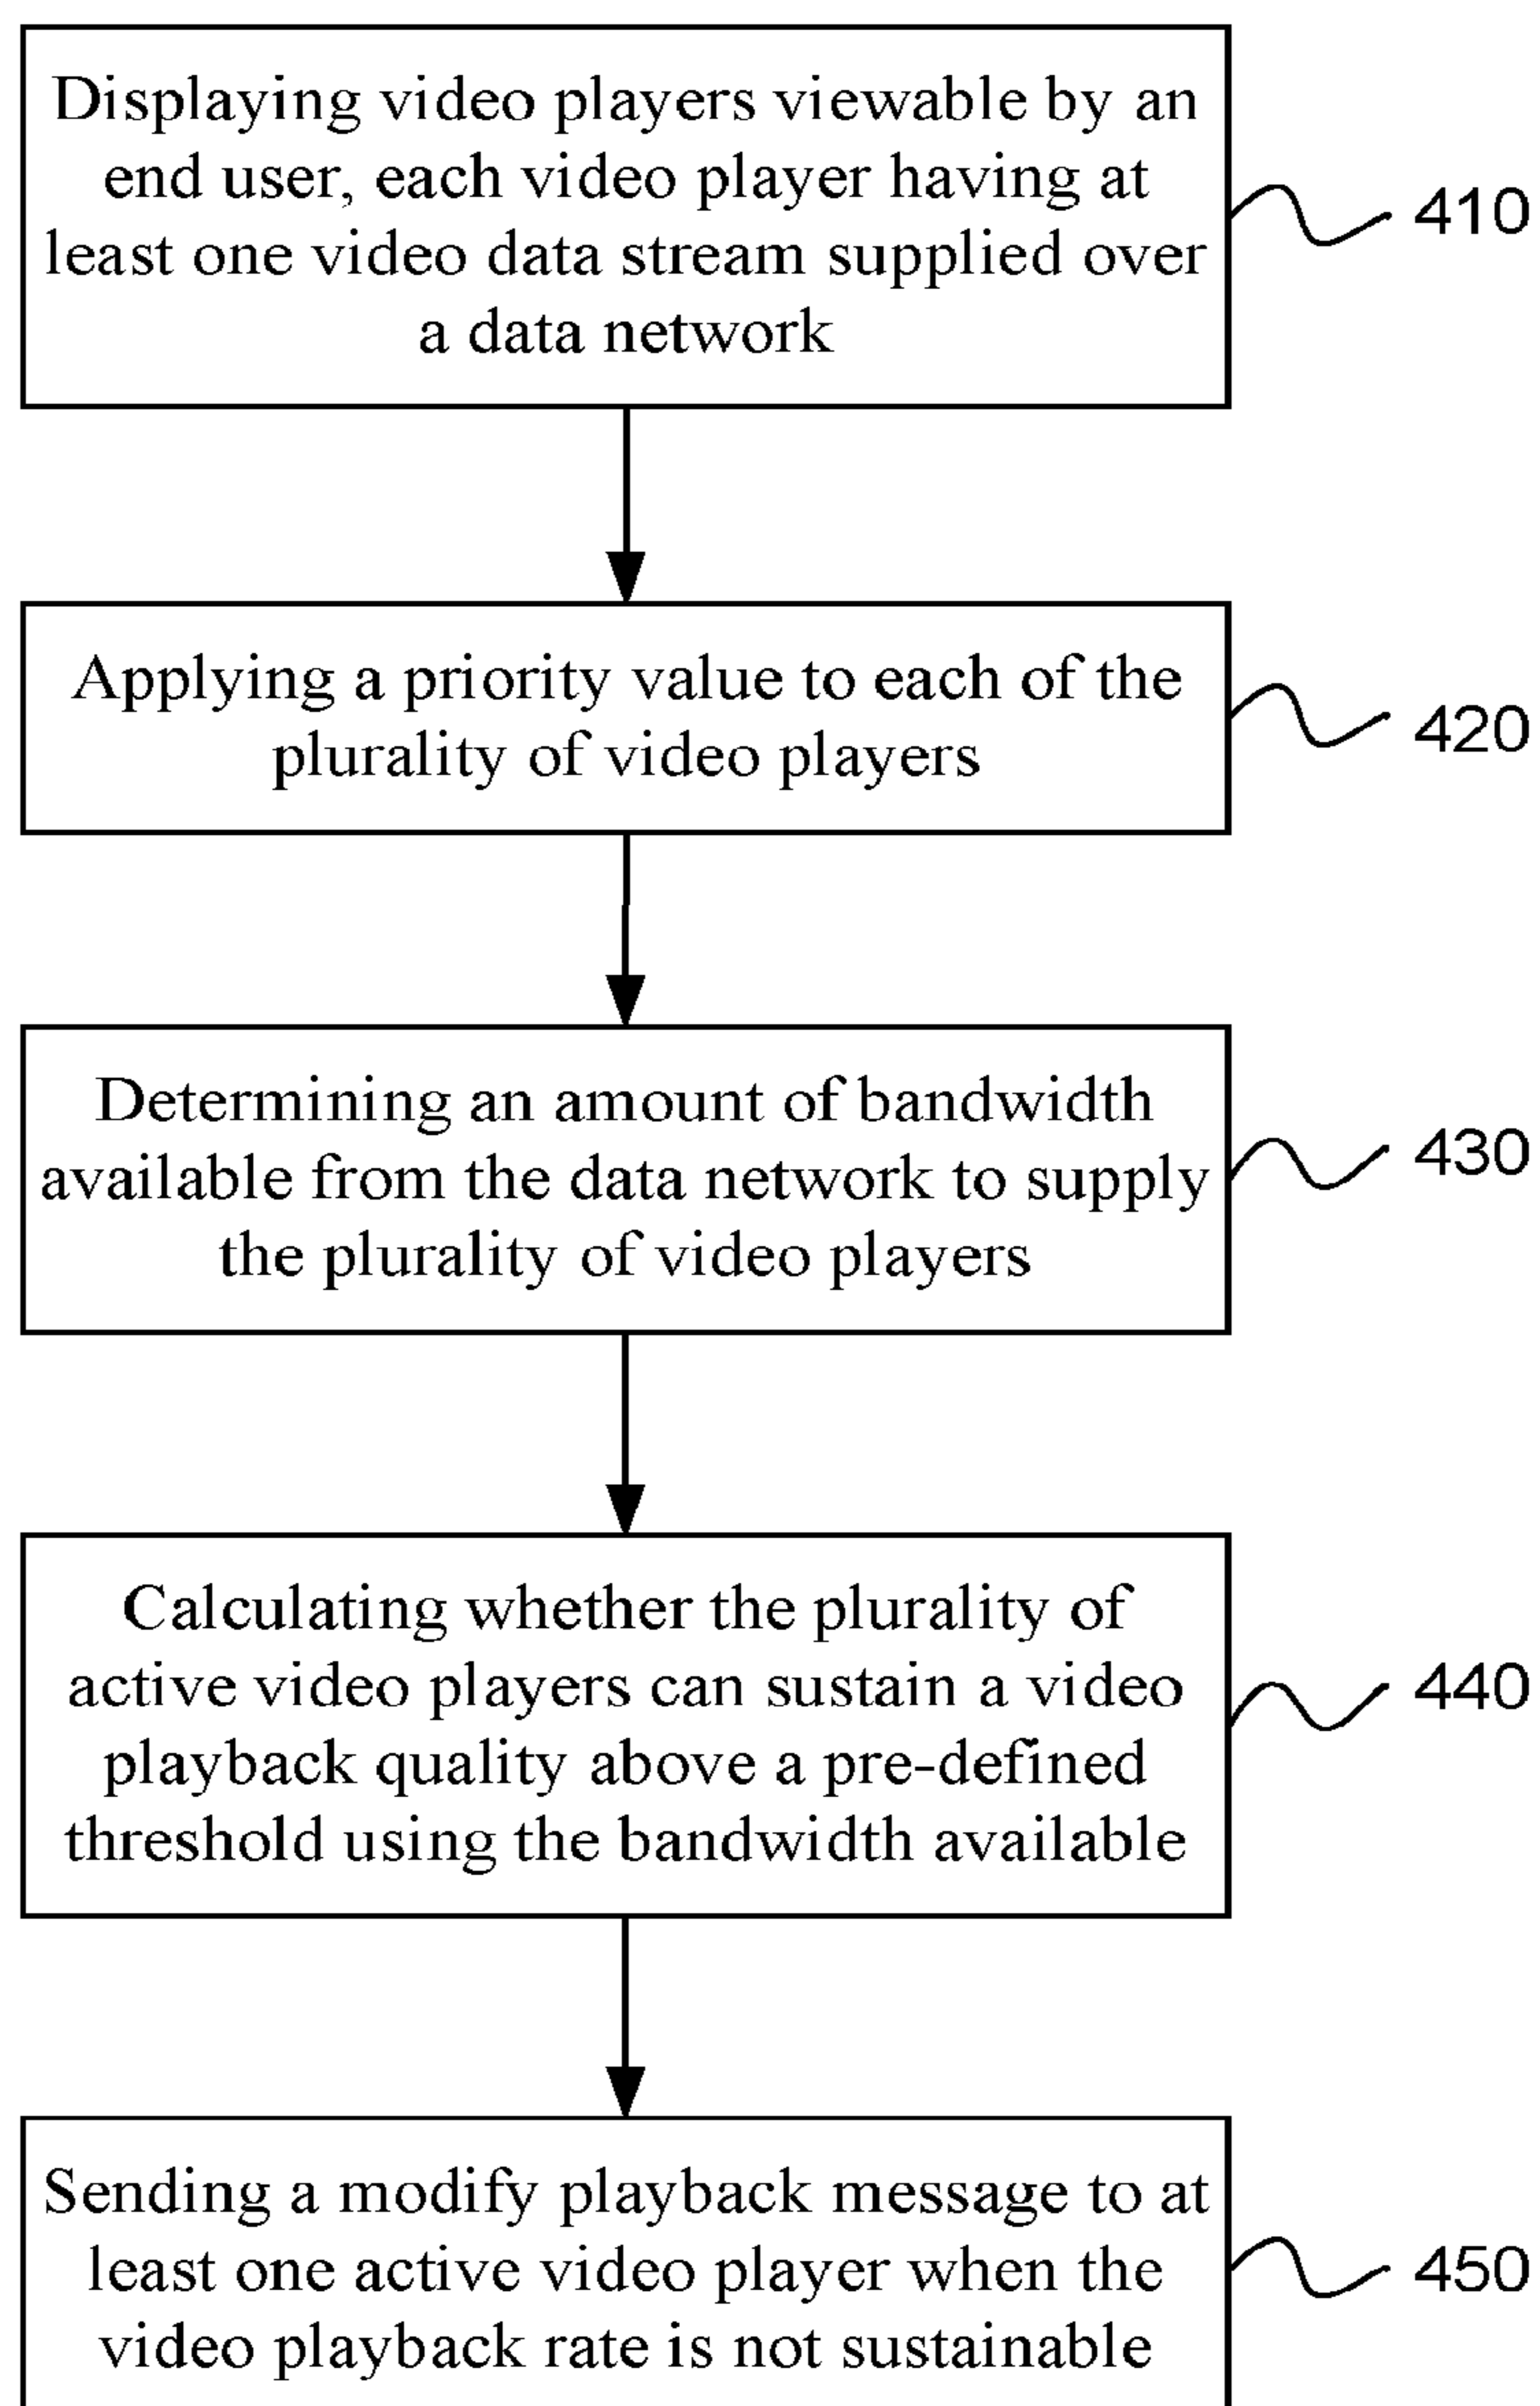 Displaying video players viewable by an
end user, each video player having at
least one video data stream supplied over
a data network
410
Applying a priority value to each of the
plurality of video players
420
Determining an amount of bandwidth
available from the data network to supply
the plurality of video players
430
Calculating whether the plurality of
active video players can sustain a video
playback quality above a pre-defined
threshold using the bandwidth available
440
Sending a modify playback message to at
least one active video player when the
video playback rate is not sustainable
450